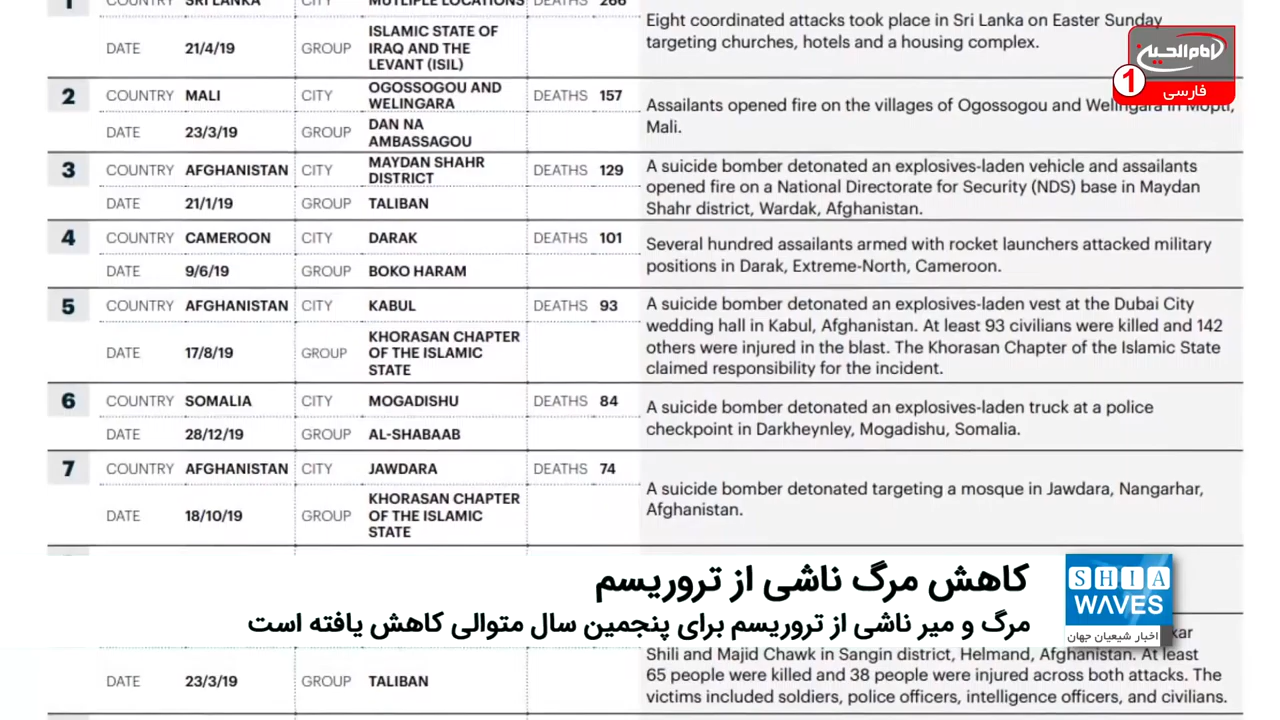 1 COUNTRY SRI LANKA CITY MUTLIPLE LOCATIONS DEATHS 266
Eight coordinated attacks took place in Sri Lanka on Easter Sunday
targeting churches, hotels and a housing complex.
DATE 21/4/19 GROUP ISLAMIC STATE OF
IRAQ AND THE
LEVANT (ISIL)
امام الحسین
1 فارسی
2 COUNTRY MALI CITY OGOSSOGOU AND
WELINGARA DEATHS 157
Assailants opened fire on the villages of Ogossogou and Welingara in Mopti,
Mali.
DATE 23/3/19 GROUP DAN NA
AMBASSAGOU
3 COUNTRY AFGHANISTAN CITY MAYDAN SHAHR
DISTRICT DEATHS 129
A suicide bomber detonated an explosives-laden vehicle and assailants
opened fire on a National Directorate for Security (NDS) base in Maydan
Shahr district, Wardak, Afghanistan.
DATE 21/1/19 GROUP TALIBAN
4 COUNTRY CAMEROON CITY DARAK DEATHS 101
Several hundred assailants armed with rocket launchers attacked military
positions in Darak, Extreme-North, Cameroon.
DATE 9/6/19 GROUP BOKO HARAM
5 COUNTRY AFGHANISTAN CITY KABUL DEATHS 93
A suicide bomber detonated an explosives-laden vest at the Dubai City
wedding hall in Kabul, Afghanistan. At least 93 civilians were killed and 142
others were injured in the blast. The Khorasan Chapter of the Islamic State
claimed responsibility for the incident.
DATE 17/8/19 GROUP KHORASAN CHAPTER
OF THE ISLAMIC
STATE
6 COUNTRY SOMALIA CITY MOGADISHU DEATHS 84
A suicide bomber detonated an explosives-laden truck at a police
checkpoint in Darkheynley, Mogadishu, Somalia.
DATE 28/12/19 GROUP AL-SHABAAB
7 COUNTRY AFGHANISTAN CITY JAWDARA DEATHS 74
A suicide bomber detonated targeting a mosque in Jawdara, Nangarhar,
Afghanistan.
DATE 18/10/19 GROUP KHORASAN CHAPTER
OF THE ISLAMIC
STATE
کاهش مرگ ناشی از تروریسم
مرگ و میر ناشی از تروریسم برای پنجمین سال متوالی کاهش یافته است
SHIA
WAVES
اخبار شیعیان جهان
Shili and Majid Chawk in Sangin district, Helmand, Afghanistan. At least
65 people were killed and 38 people were injured across both attacks. The
victims included soldiers, police officers, intelligence officers, and civilians.
DATE 23/3/19 GROUP TALIBAN